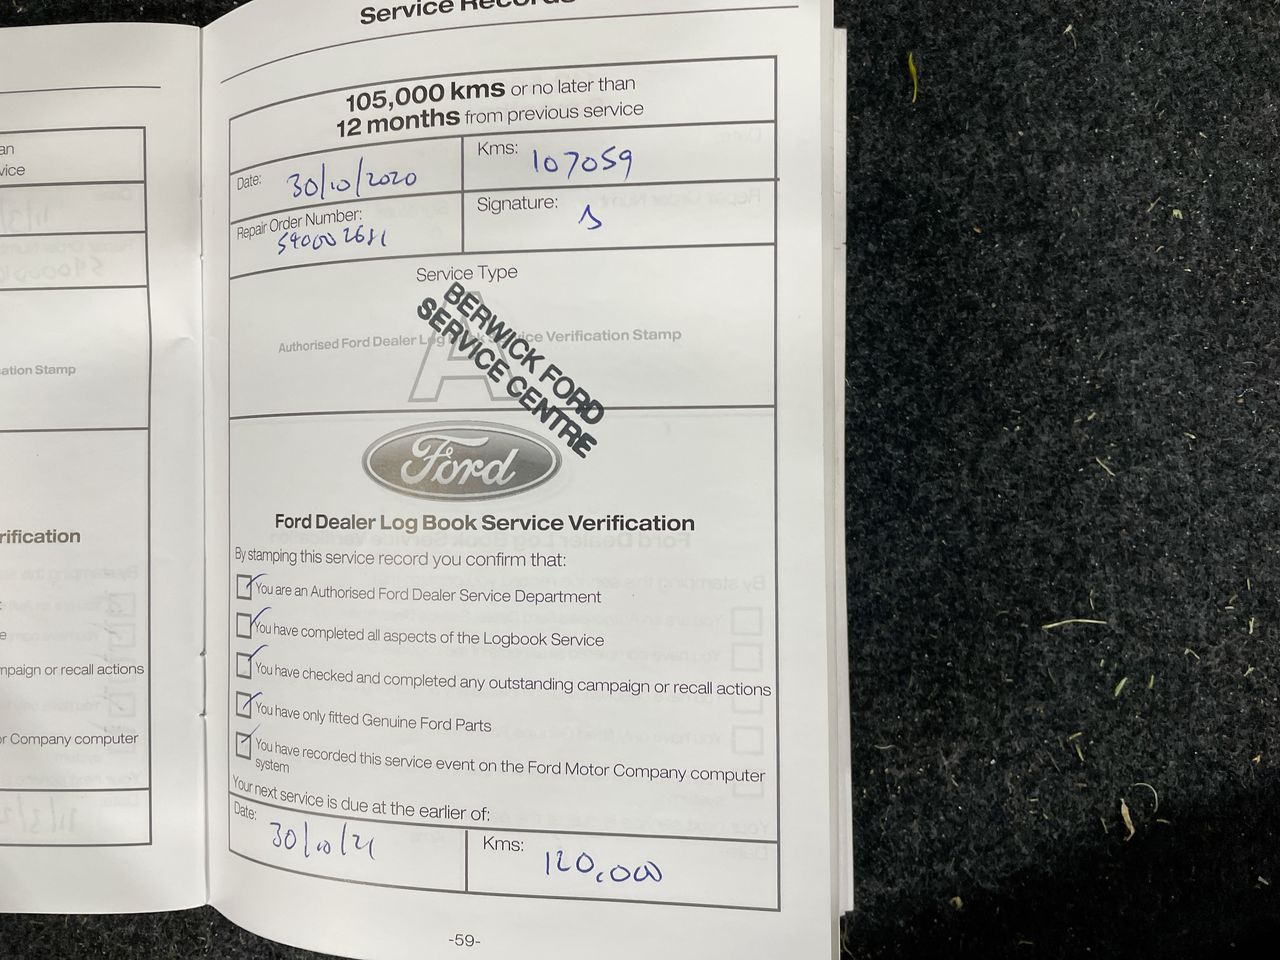 Service Records
105,000 kms or no later than
12 months from previous service
Date: 30/10/2020
Kms: 107059
Repair Order Number:
Signature:
Service Type
A
Authorised Ford Dealer Log Book Service Verification Stamp
BERWICK FORD
SERVICE CENTRE
Ford
Ford Dealer Log Book Service Verification
By stamping this service record you confirm that:
You are an Authorised Ford Dealer Service Department
You have completed all aspects of the Logbook Service
You have checked and completed any outstanding campaign or recall actions
You have only fitted Genuine Ford Parts
You have recorded this service event on the Ford Motor Company computer
system
Your next service is due at the earlier of:
Date: 30/10/21
Kms: 120,000
-59-
an
vice
ation Stamp
rification
e
mpaign or recall actions
or Company computer